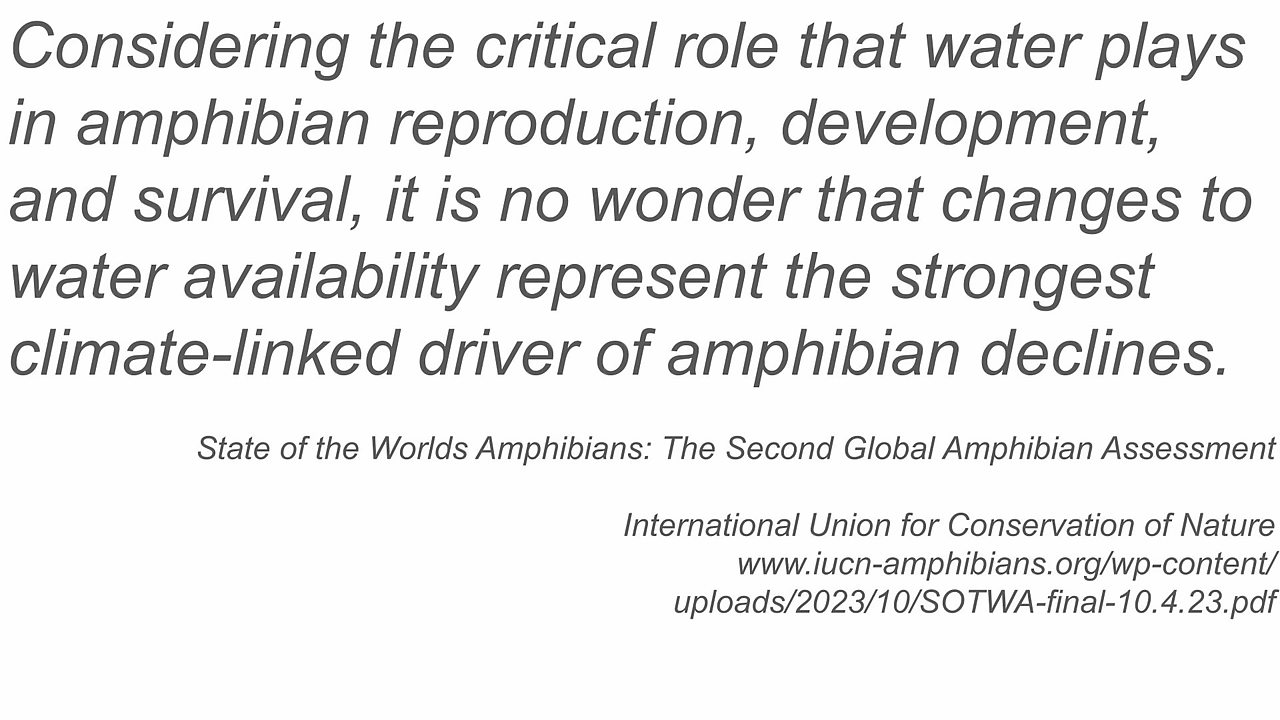 Considering the critical role that water plays
in amphibian reproduction, development,
and survival, it is no wonder that changes to
water availability represent the strongest
climate-linked driver of amphibian declines.
State of the Worlds Amphibians: The Second Global Amphibian Assessment
International Union for Conservation of Nature
www.iucn-amphibians.org/wp-content/
uploads/2023/10/SOTWA-final-10.4.23.pdf